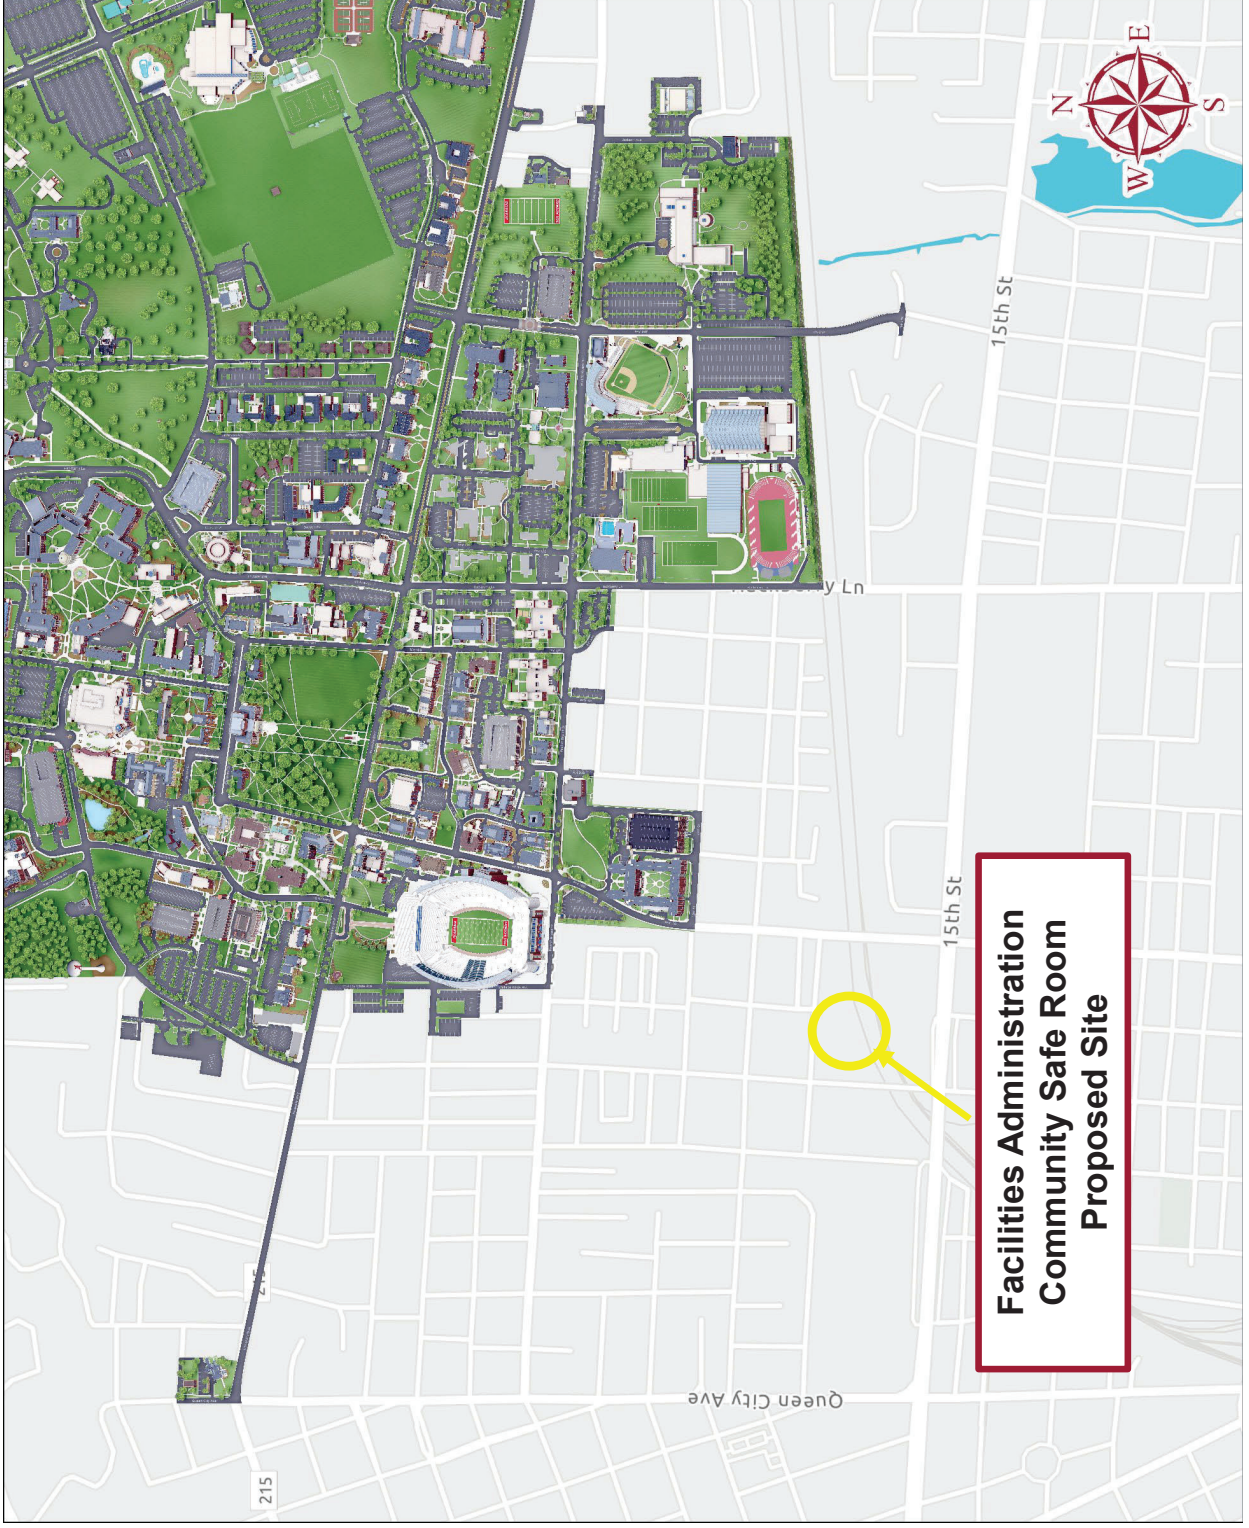 N
E
W
S
15th St
Ln
15th St
Queen City Ave
215
Facilities Administration
Community Safe Room
Proposed Site